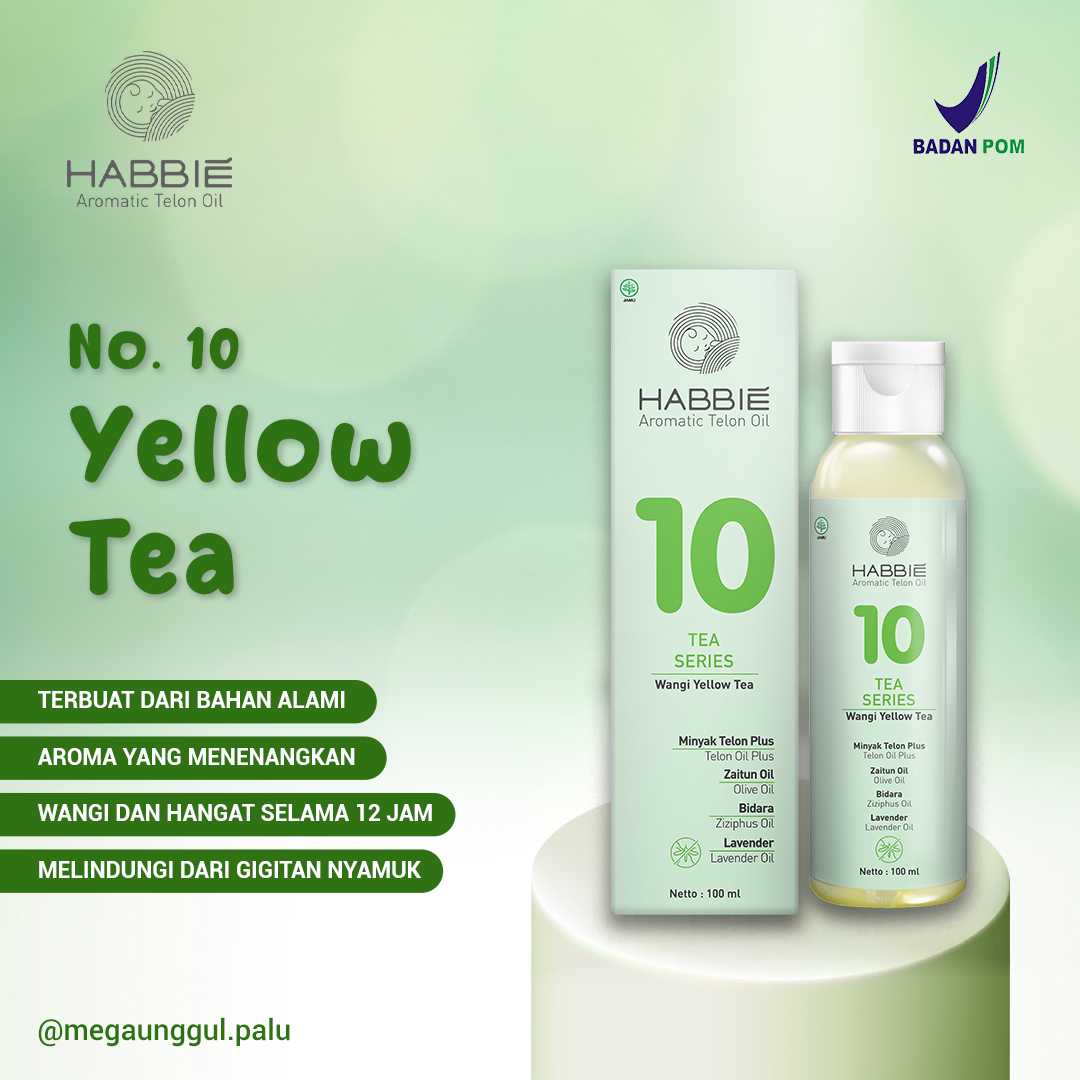 HABBIÉ
Aromatic Telon Oil
BADAN POM
No. 10
Yellow
Tea
TERBUAT DARI BAHAN ALAMI
AROMA YANG MENENANGKAN
WANGI DAN HANGAT SELAMA 12 JAM
MELINDUNGI DARI GIGITAN NYAMUK
@megaunggul.palu
JAMU
HABBIÉ
Aromatic Telon Oil
10
TEA
SERIES
Wangi Yellow Tea
Minyak Telon Plus
Telon Oil Plus
Zaitun Oil
Olive Oil
Bidara
Ziziphus Oil
Lavender
Lavender Oil
Netto : 100 ml
JAMU
HABBIÉ
Aromatic Telon Oil
10
TEA
SERIES
Wangi Yellow Tea
Minyak Telon Plus
Telon Oil Plus
Zaitun Oil
Olive Oil
Bidara
Ziziphus Oil
Lavender
Lavender Oil
Netto : 100 ml